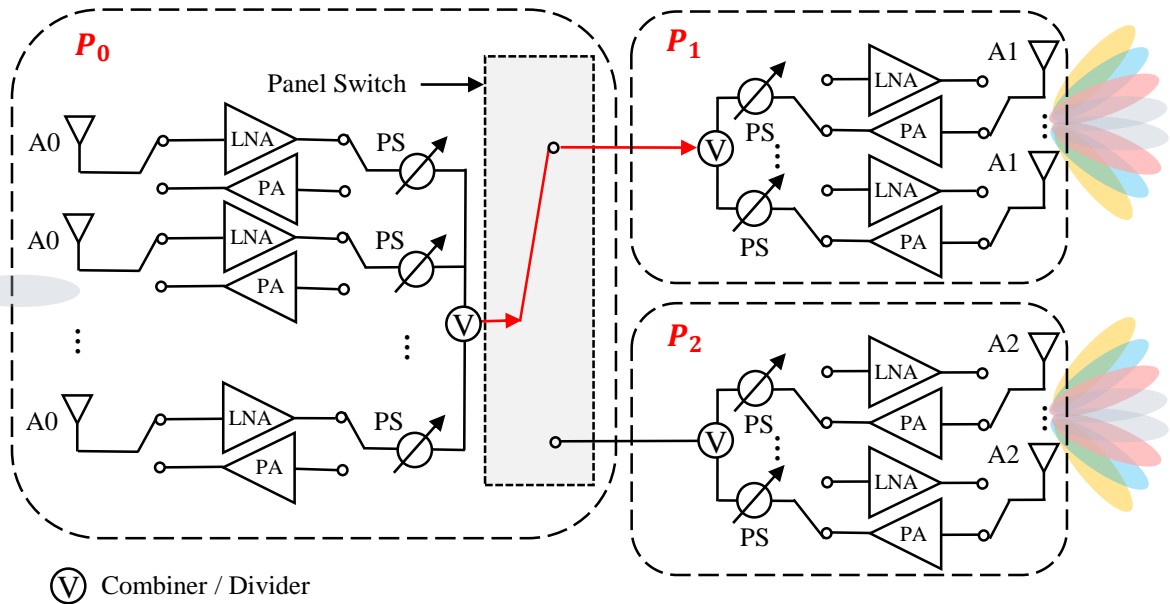 P0
Panel Switch
A0
LNA
PS
PA
A0
LNA
PS
PA
V
A0
LNA
PS
PA
P1
A1
LNA
PS
PA
V
A1
LNA
PS
PA
P2
A2
LNA
PS
PA
V
A2
LNA
PS
PA
V Combiner / Divider